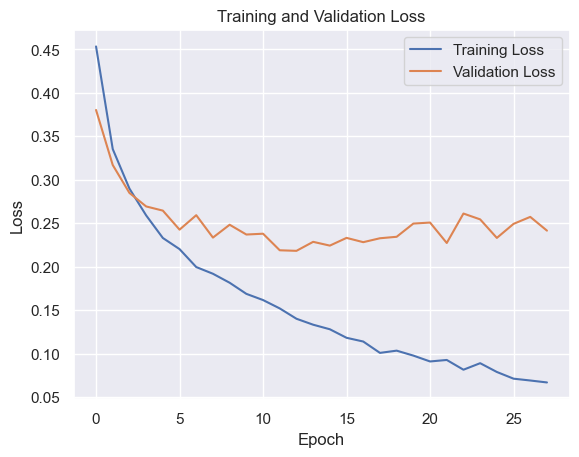 Training and Validation Loss
Training Loss
Validation Loss
0.45
0.40
0.35
0.30
0.25
0.20
0.15
0.10
0.05
Loss
0 5 10 15 20 25
Epoch